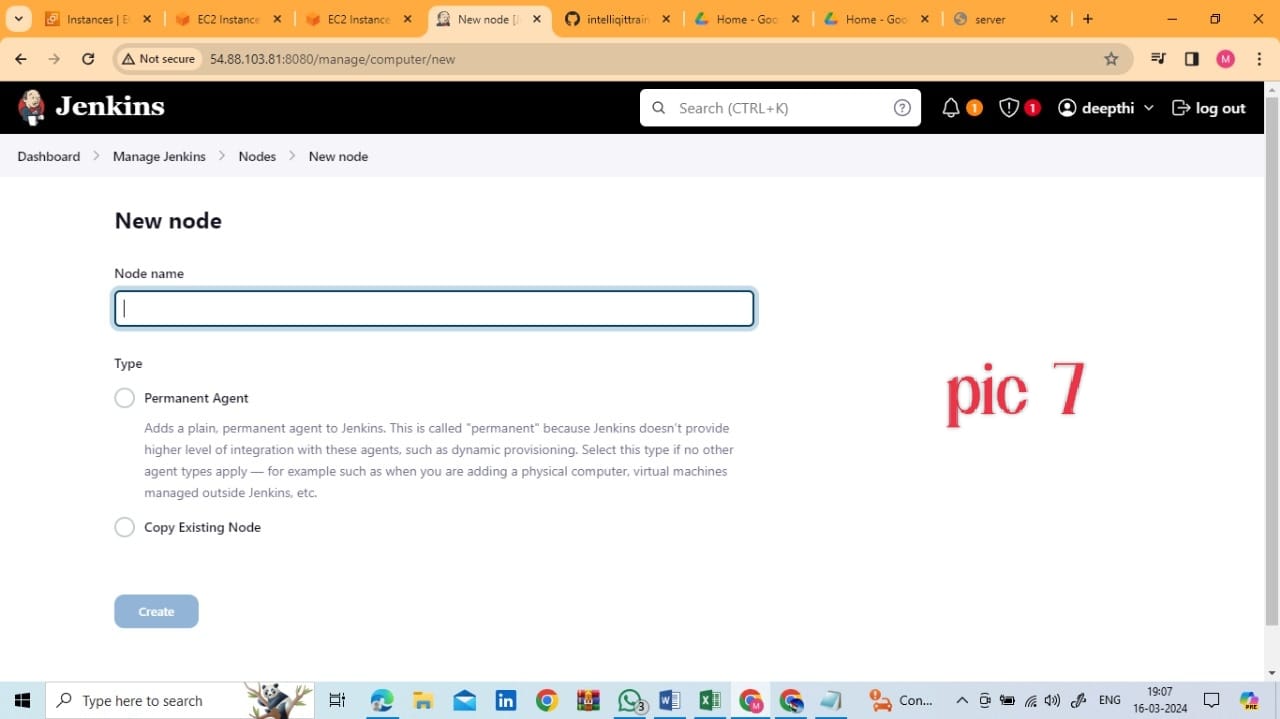 Instances | E
EC2 Instance
EC2 Instance
New node [J
intelliqittrain
Home - Goo
Home - Goo
server
Not secure
54.88.103.81:8080/manage/computer/new
M
Jenkins
Search (CTRL+K)
1
1
deepthi
log out
Dashboard
Manage Jenkins
Nodes
New node
New node
Node name
Type
Permanent Agent
Adds a plain, permanent agent to Jenkins. This is called "permanent" because Jenkins doesn't provide
higher level of integration with these agents, such as dynamic provisioning. Select this type if no other
agent types apply — for example such as when you are adding a physical computer, virtual machines
managed outside Jenkins, etc.
pic 7
Copy Existing Node
Create
Type here to search
3
Con...
ENG
19:07
16-03-2024